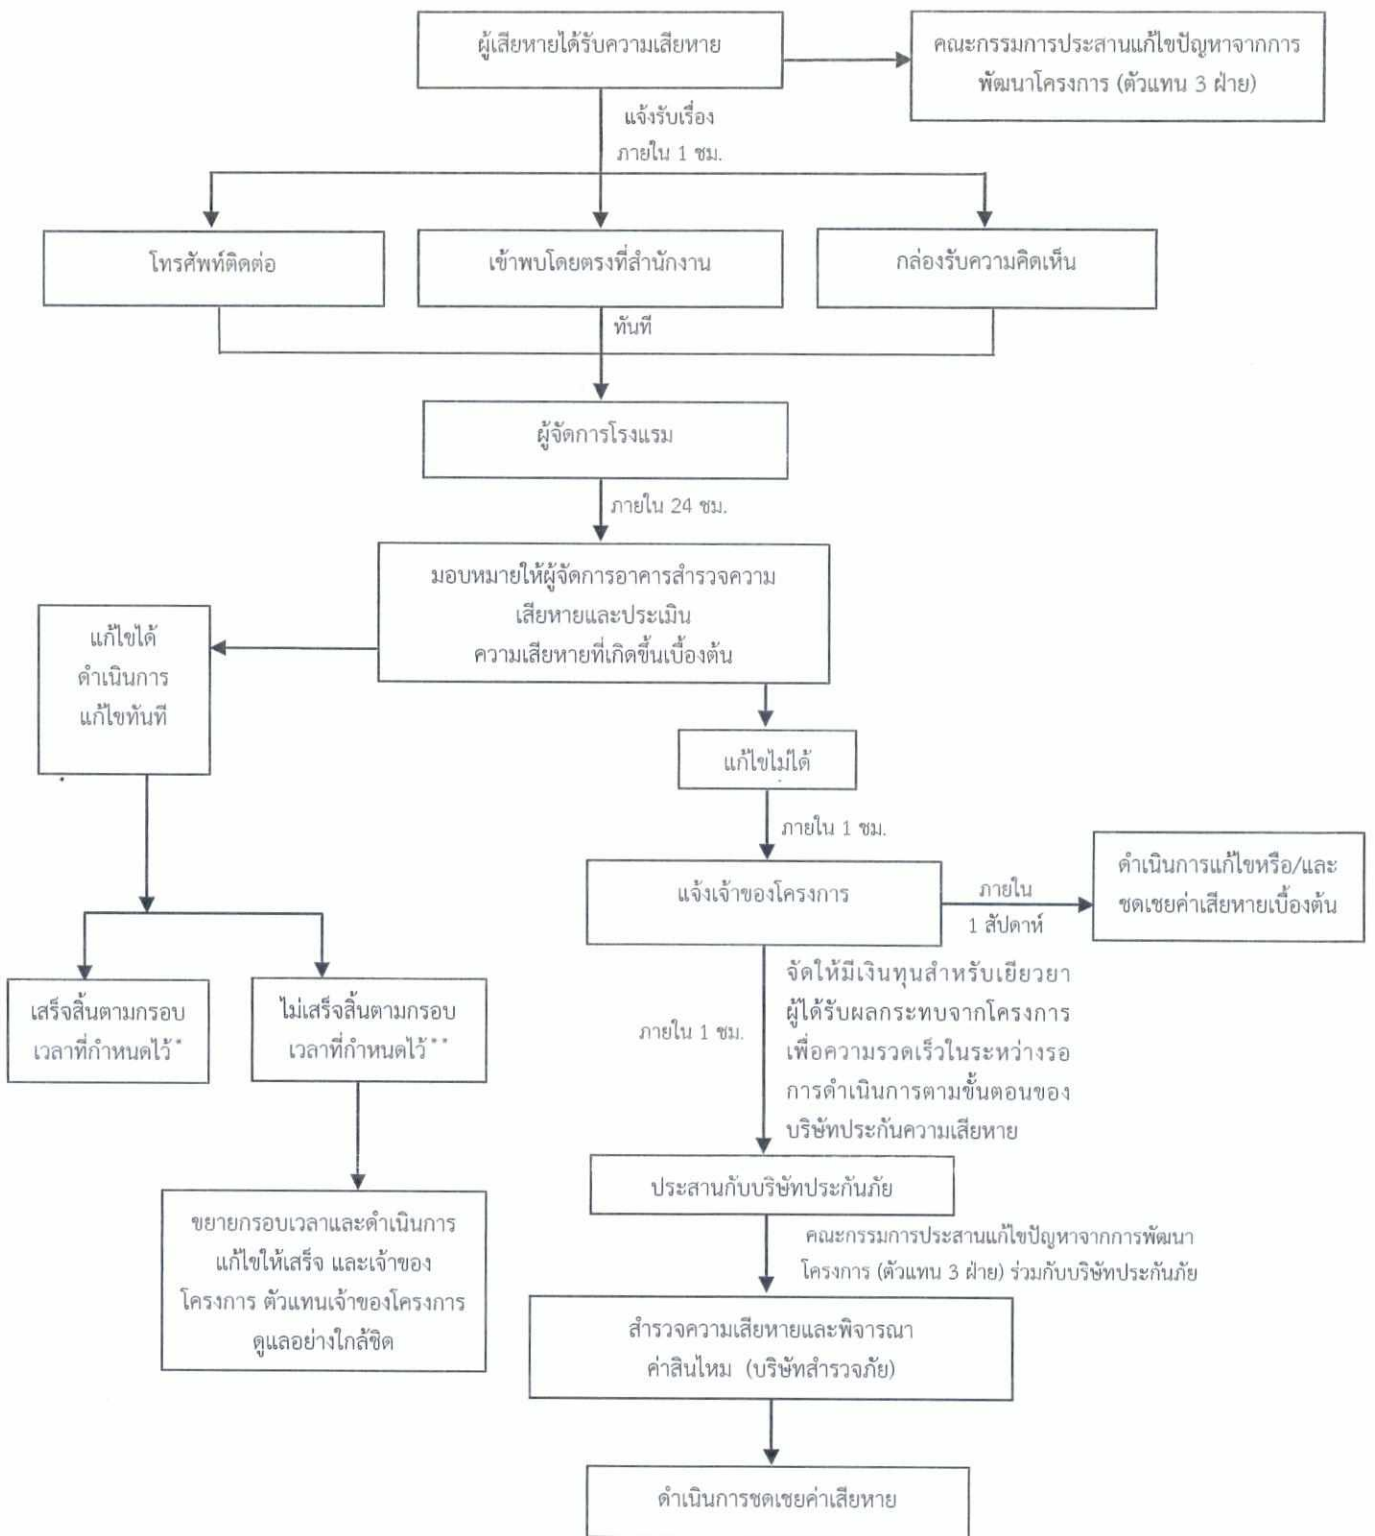 ผู้เสียหายได้รับความเสียหาย
คณะกรรมการประสานแก้ไขปัญหาจากการ
พัฒนาโครงการ (ตัวแทน 3 ฝ่าย)
แจ้งรับเรื่อง
ภายใน 1 ชม.
โทรศัพท์ติดต่อ
เข้าพบโดยตรงที่สำนักงาน
กล่องรับความคิดเห็น
ทันที
ผู้จัดการโรงแรม
ภายใน 24 ชม.
มอบหมายให้ผู้จัดการอาคารสำรวจความ
เสียหายและประเมิน
ความเสียหายที่เกิดขึ้นเบื้องต้น
แก้ไขได้
ดำเนินการ
แก้ไขทันที
แก้ไขไม่ได้
ภายใน 1 ชม.
แจ้งเจ้าของโครงการ
ภายใน
1 สัปดาห์
ดำเนินการแก้ไขหรือ/และ
ชดเชยค่าเสียหายเบื้องต้น
เสร็จสิ้นตามกรอบ
เวลาที่กำหนดไว้*
ไม่เสร็จสิ้นตามกรอบ
เวลาที่กำหนดไว้**
ภายใน 1 ชม.
จัดให้มีเงินทุนสำหรับเยียวยา
ผู้ได้รับผลกระทบจากโครงการ
เพื่อความรวดเร็วในระหว่างรอ
การดำเนินการตามขั้นตอนของ
บริษัทประกันความเสียหาย
ประสานกับบริษัทประกันภัย
ขยายกรอบเวลาและดำเนินการ
แก้ไขให้เสร็จ และเจ้าของ
โครงการ ตัวแทนเจ้าของโครงการ
ดูแลอย่างใกล้ชิด
คณะกรรมการประสานแก้ไขปัญหาจากการพัฒนา
โครงการ (ตัวแทน 3 ฝ่าย) ร่วมกับบริษัทประกันภัย
สำรวจความเสียหายและพิจารณา
ค่าสินไหม (บริษัทสำรวจภัย)
ดำเนินการชดเชยค่าเสียหาย